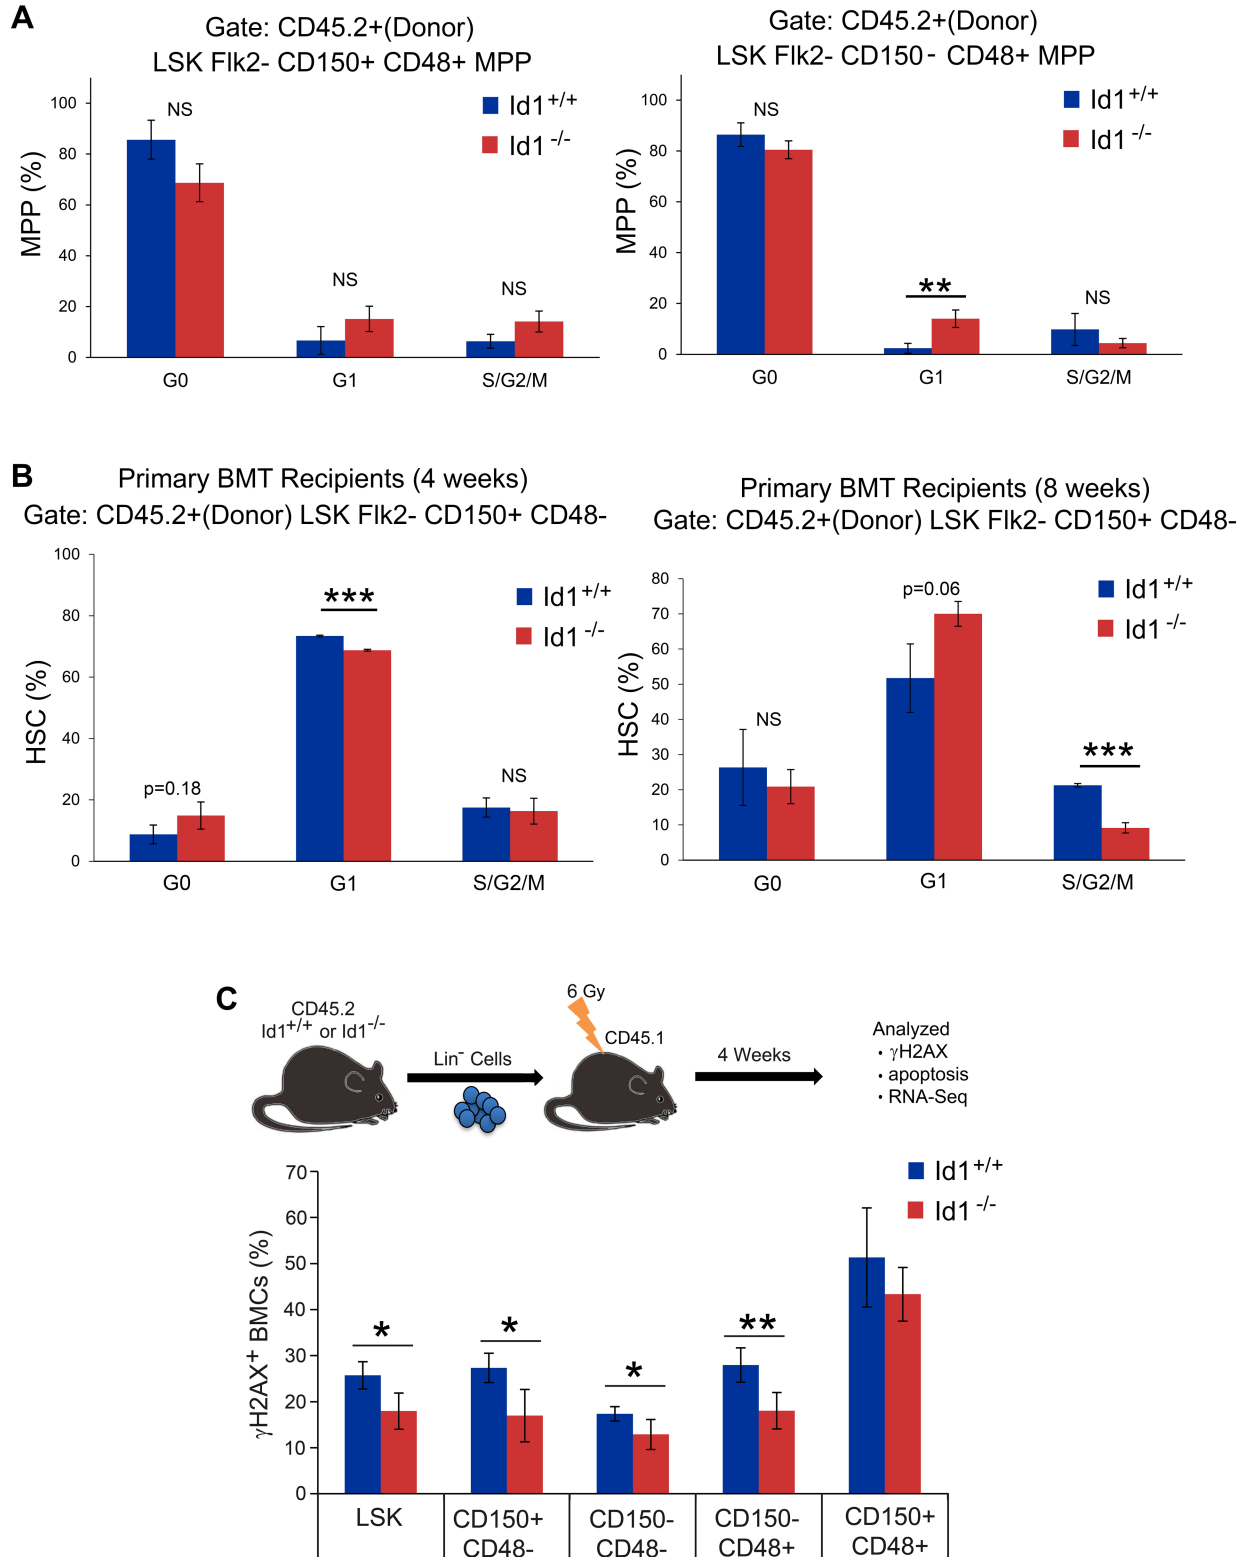 A
Gate: CD45.2+(Donor)
LSK Flk2- CD150+ CD48+ MPP
MPP (%)
100
80
60
40
20
0
NS
NS
NS
Id1+/+
Id1 -/-
G0
G1
S/G2/M
Gate: CD45.2+(Donor)
LSK Flk2- CD150- CD48+ MPP
MPP (%)
100
80
60
40
20
0
NS
**
NS
Id1+/+
Id1 -/-
G0
G1
S/G2/M
B
Primary BMT Recipients (4 weeks)
Gate: CD45.2+(Donor) LSK Flk2- CD150+ CD48-
HSC (%)
100
80
60
40
20
0
p=0.18
***
NS
Id1+/+
Id1 -/-
G0
G1
S/G2/M
Primary BMT Recipients (8 weeks)
Gate: CD45.2+(Donor) LSK Flk2- CD150+ CD48-
HSC (%)
80
70
60
50
40
30
20
10
0
NS
p=0.06
***
Id1+/+
Id1 -/-
G0
G1
S/G2/M
C
CD45.2
Id1+/+ or Id1-/-
Lin- Cells
6 Gy
CD45.1
4 Weeks
Analyzed
• γH2AX
• apoptosis
• RNA-Seq
γH2AX+ BMCs (%)
70
60
50
40
30
20
10
0
*
*
*
**
Id1+/+
Id1 -/-
LSK
CD150+
CD48-
CD150-
CD48-
CD150-
CD48+
CD150+
CD48+